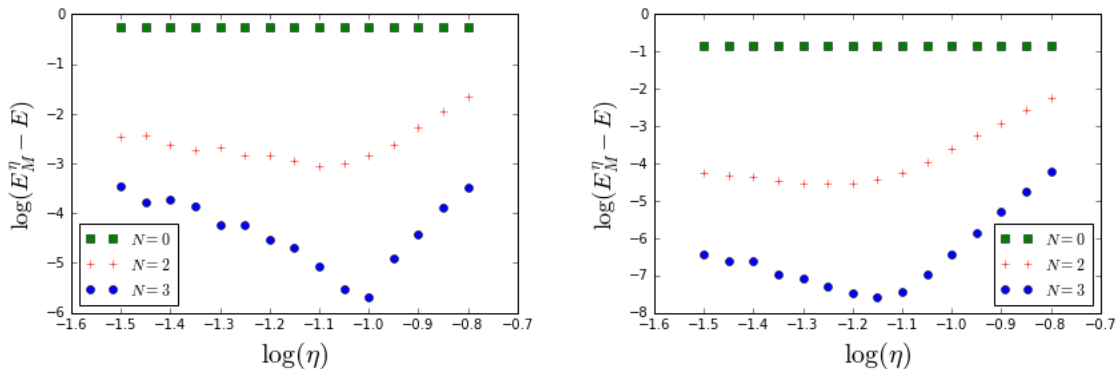 0
−1
−2
−3
−4
−5
−6
−1.6 −1.5 −1.4 −1.3 −1.2 −1.1 −1.0 −0.9 −0.8 −0.7
log(η)
log(E_M^η − E)
N = 0
N = 2
N = 3
0
−1
−2
−3
−4
−5
−6
−7
−8
−1.6 −1.5 −1.4 −1.3 −1.2 −1.1 −1.0 −0.9 −0.8 −0.7
log(η)
log(E_M^η − E)
N = 0
N = 2
N = 3